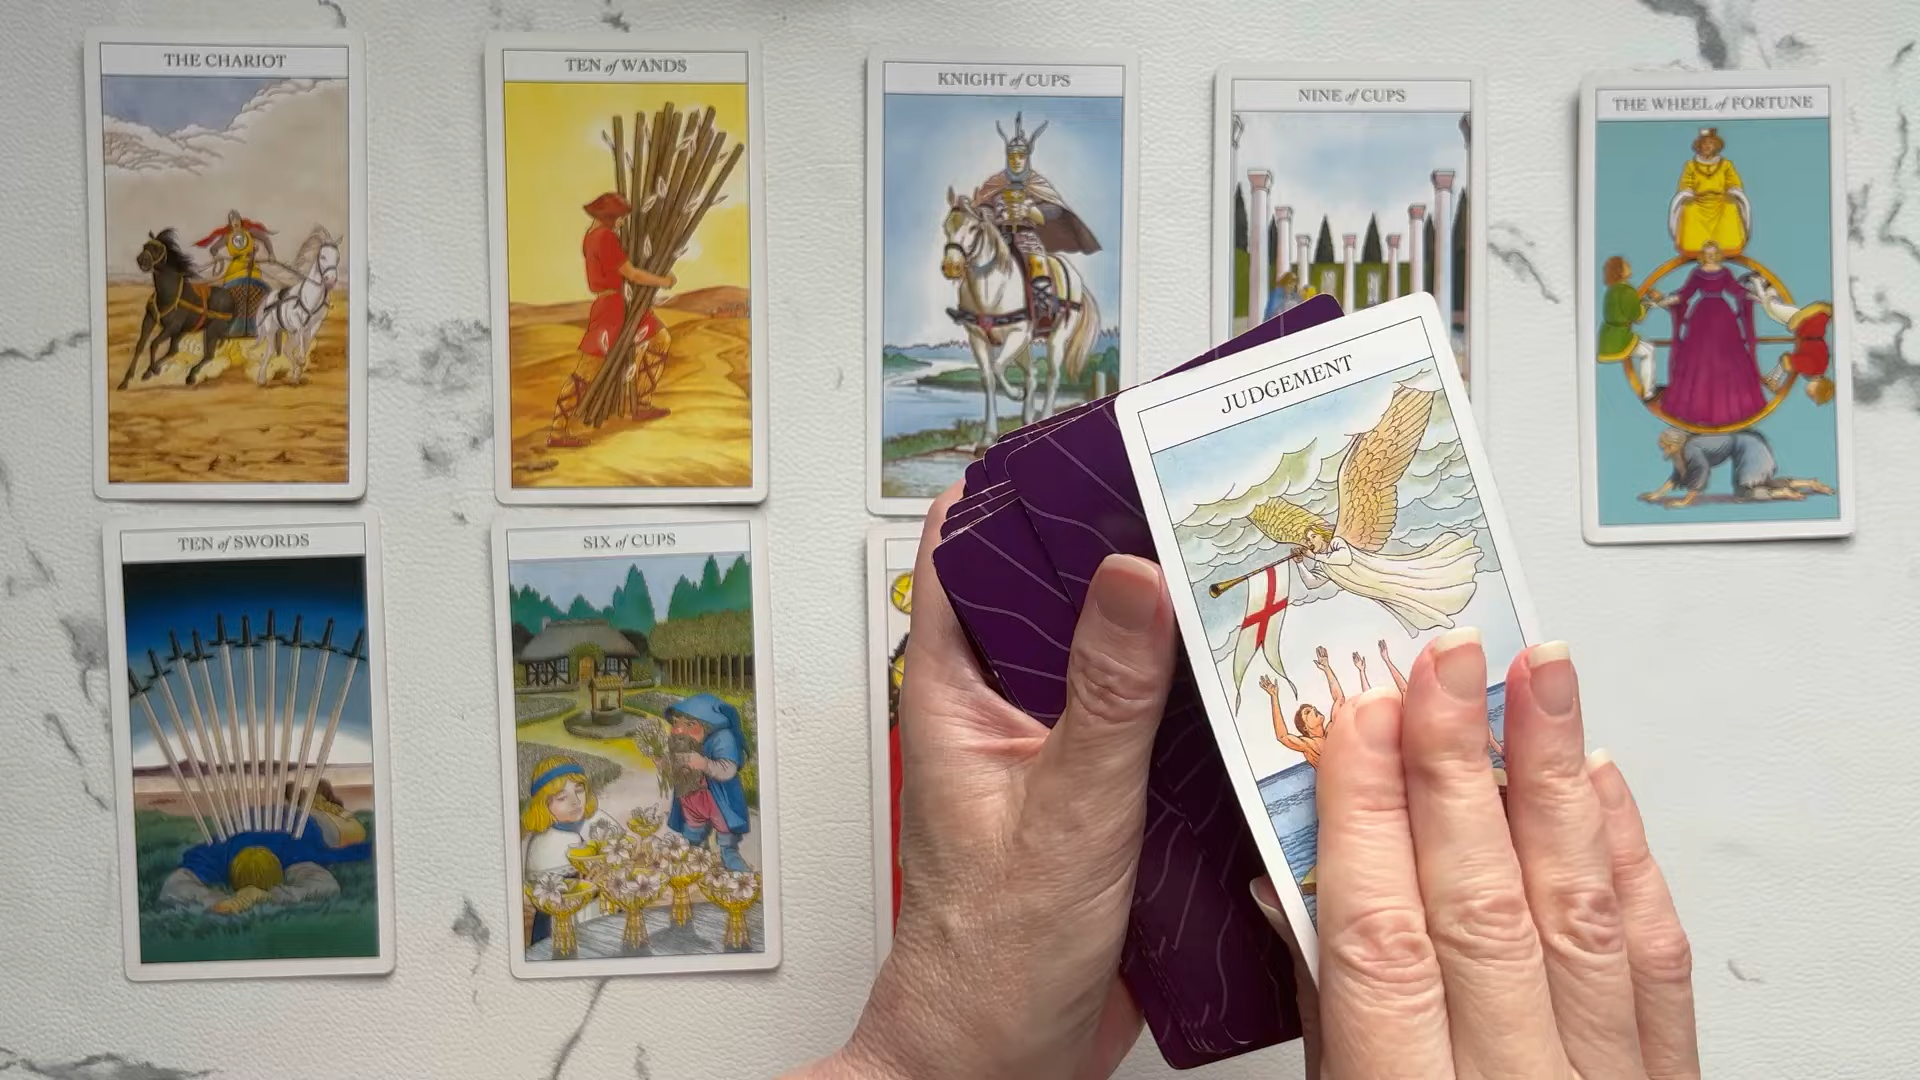 THE CHARIOT
TEN of WANDS
KNIGHT of CUPS
NINE of CUPS
THE WHEEL of FORTUNE
JUDGEMENT
TEN of SWORDS
SIX of CUPS